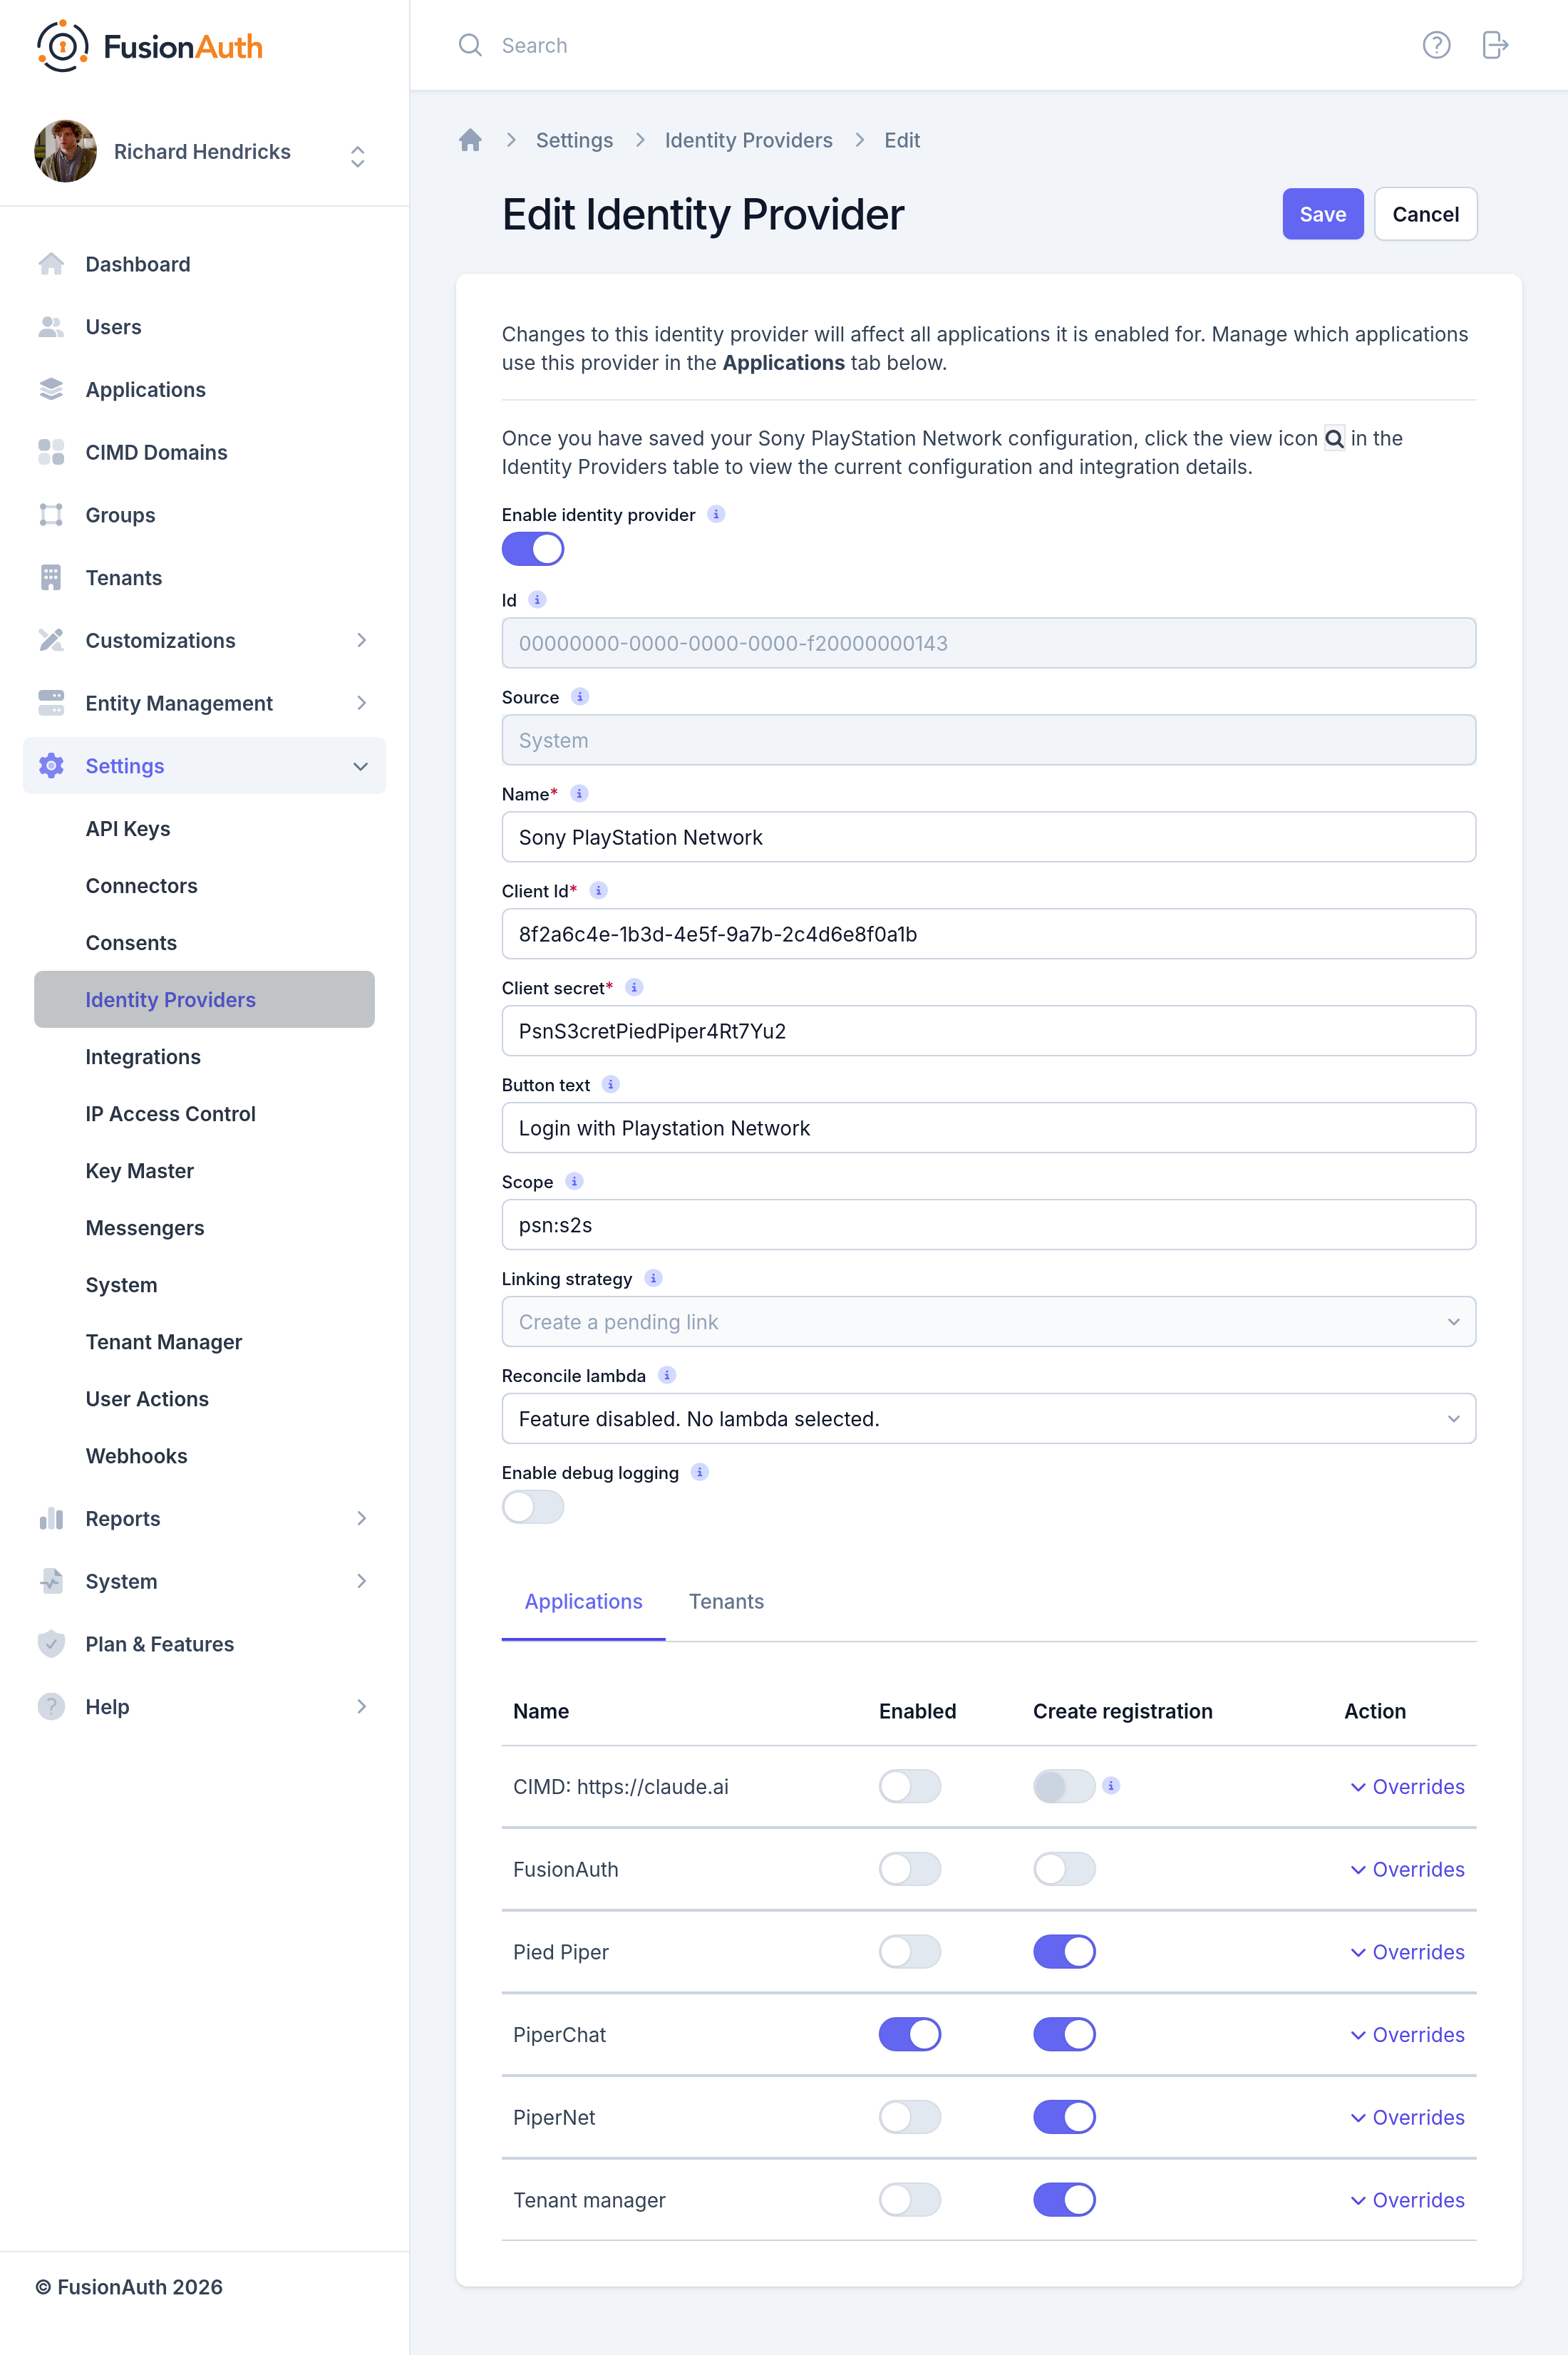 FusionAuth
Search
Richard Hendricks
Settings
Identity Providers
Edit
Edit Identity Provider
Save
Cancel
Dashboard
Users
Applications
CIMD Domains
Groups
Tenants
Customizations
Entity Management
Settings
API Keys
Connectors
Consents
Identity Providers
Integrations
IP Access Control
Key Master
Messengers
System
Tenant Manager
User Actions
Webhooks
Reports
System
Plan & Features
Help
© FusionAuth 2026
Changes to this identity provider will affect all applications it is enabled for. Manage which applications
use this provider in the Applications tab below.
Once you have saved your Sony PlayStation Network configuration, click the view icon in the
Identity Providers table to view the current configuration and integration details.
Enable identity provider
Id
00000000-0000-0000-0000-f20000000143
Source
System
Name*
Sony PlayStation Network
Client Id*
8f2a6c4e-1b3d-4e5f-9a7b-2c4d6e8f0a1b
Client secret*
PsnS3cretPiedPiper4Rt7Yu2
Button text
Login with Playstation Network
Scope
psn:s2s
Linking strategy
Create a pending link
Reconcile lambda
Feature disabled. No lambda selected.
Enable debug logging
Applications
Tenants
Name Enabled Create registration Action
CIMD: https://claude.ai Overrides
FusionAuth Overrides
Pied Piper Overrides
PiperChat Overrides
PiperNet Overrides
Tenant manager Overrides